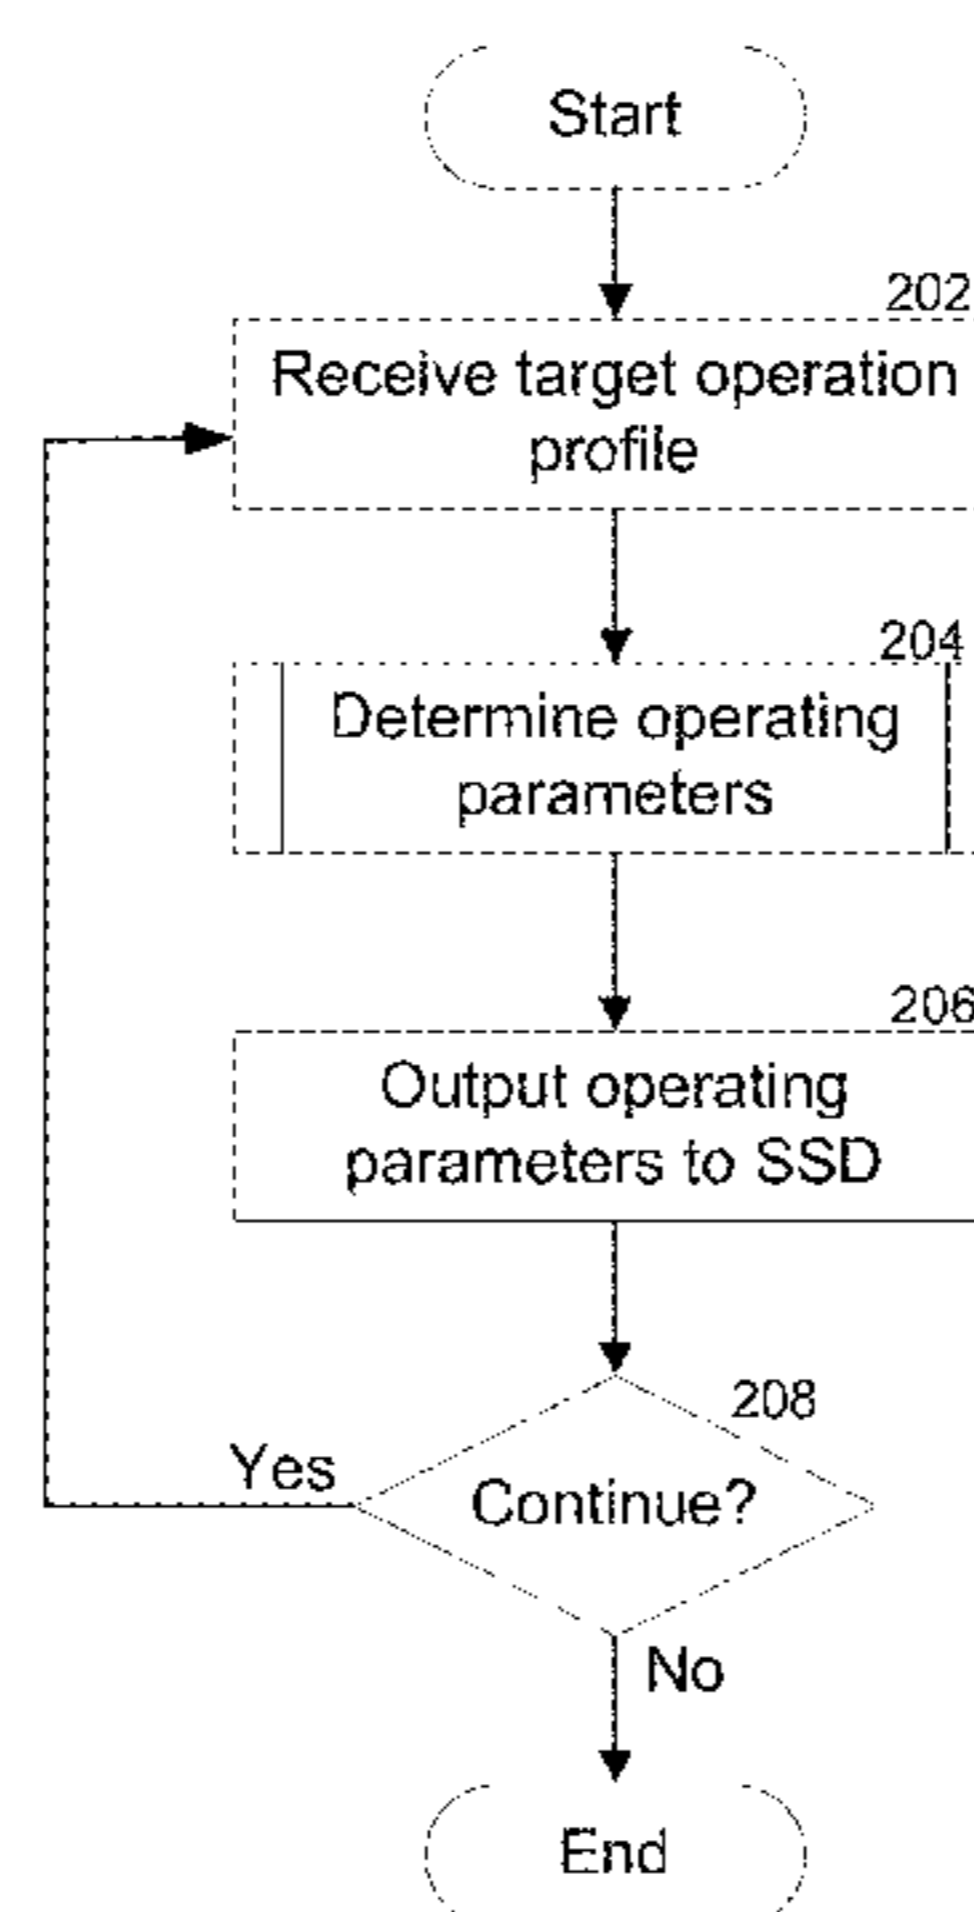 Start
202
Receive target operation
profile
204
Determine operating
parameters
206
Output operating
parameters to SSD
208
Yes
Continue?
No
End